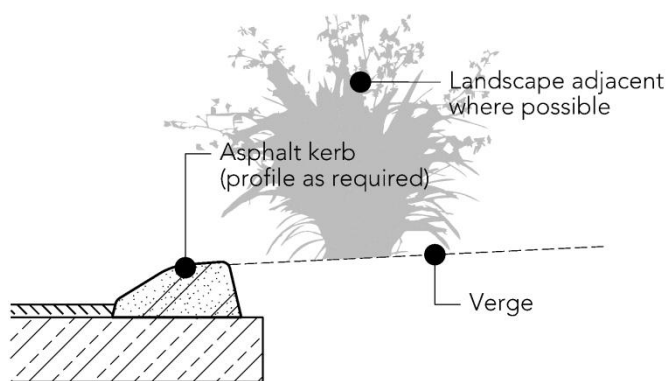 Landscape adjacent
where possible
Asphalt kerb
(profile as required)
Verge